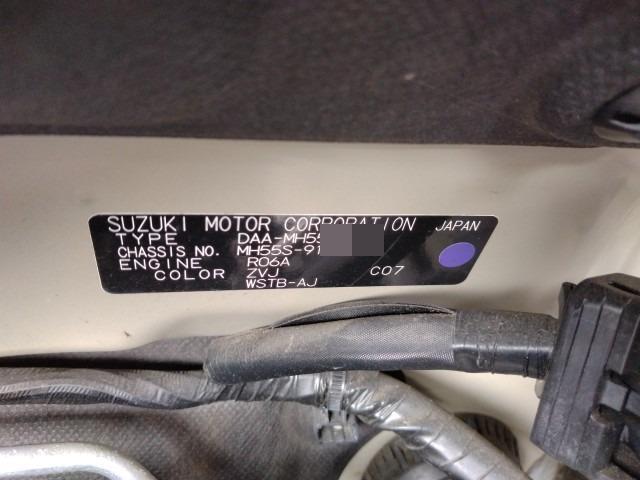 SUZUKI MOTOR CORPORATION JAPAN
TYPE DAA-MH55
CHASSIS NO. MH55S-91
ENGINE R06A
COLOR ZVJ C07
WSTB-AJ